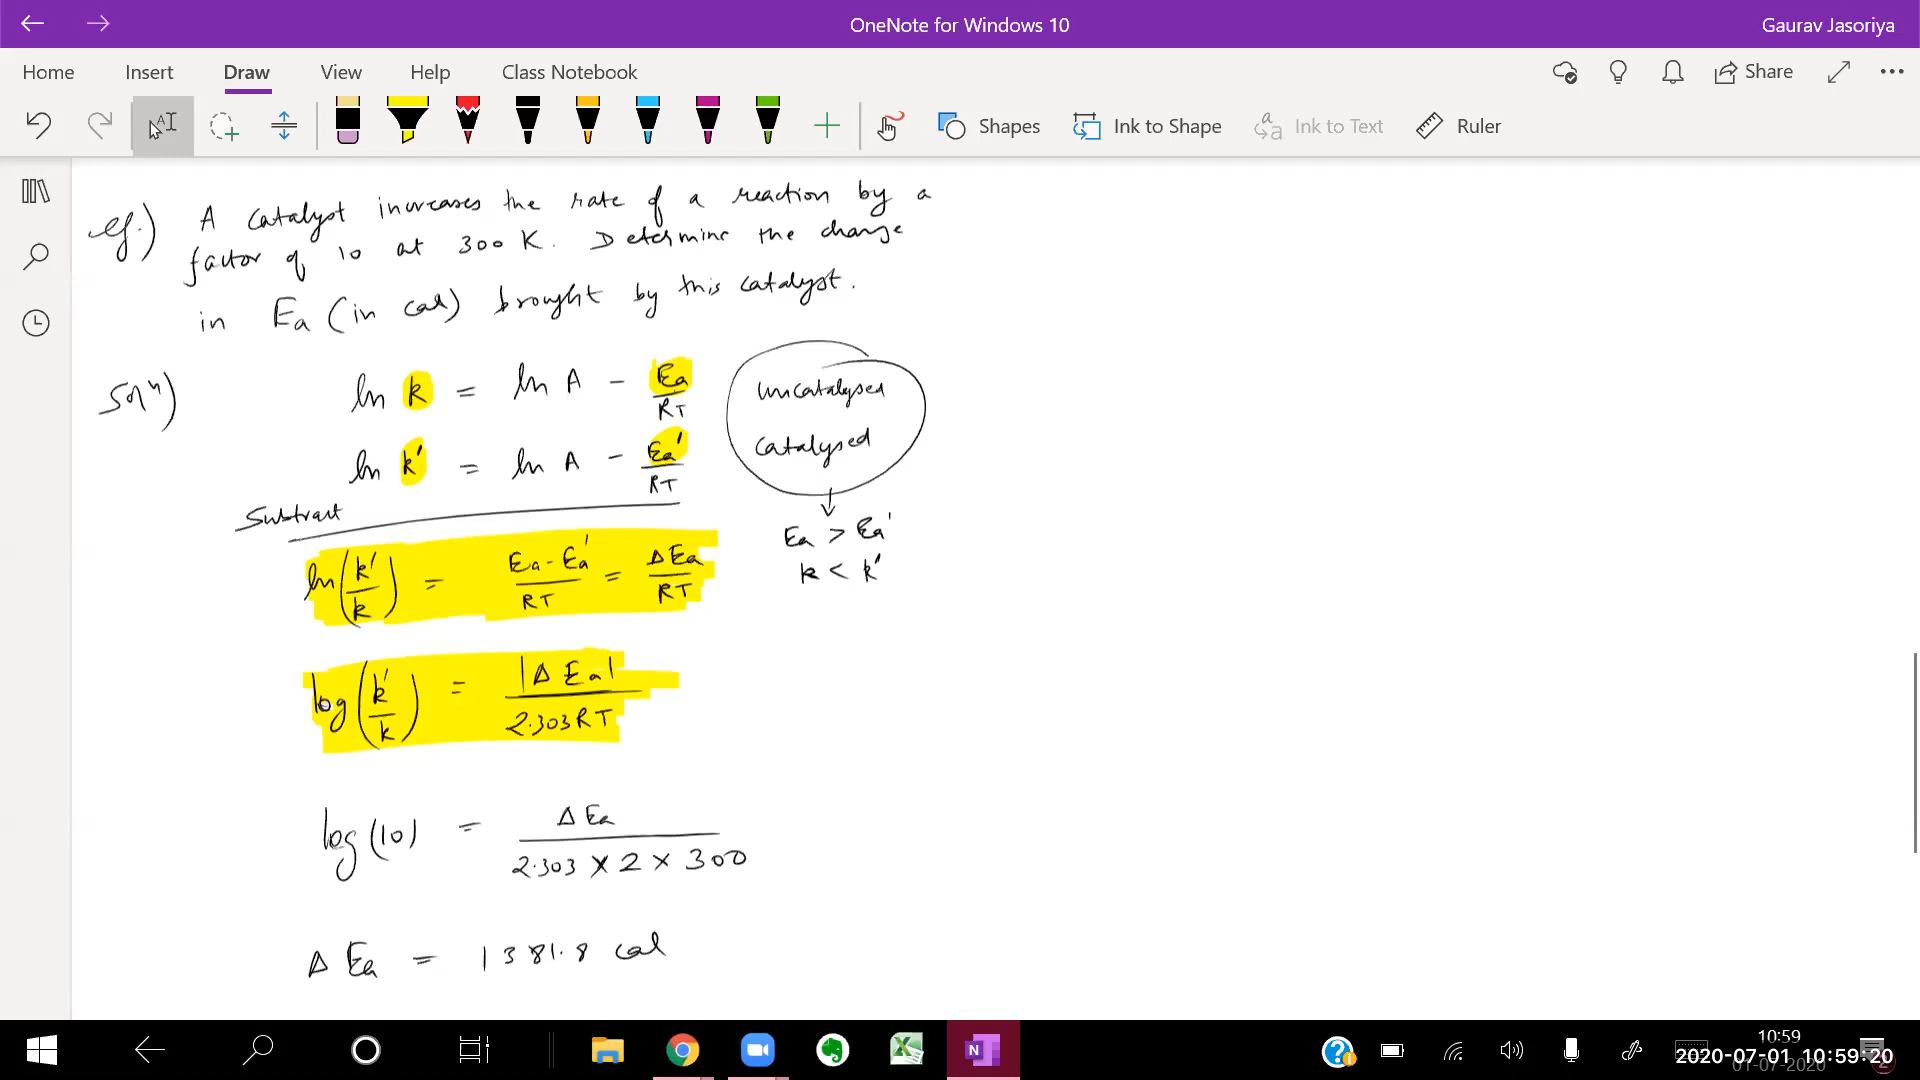 OneNote for Windows 10
Gaurav Jasoriya
Home Insert Draw View Help Class Notebook Share
Shapes Ink to Shape Ink to Text Ruler
eg.) A catalyst increases the rate of a reaction by a
factor of 10 at 300 K. Determine the change
in Ea (in cal) brought by this catalyst.
Solⁿ) ln k = ln A - Ea/RT uncatalysed
ln k' = ln A - Ea'/RT catalysed
Subtract
Ea > Ea'
k < k'
ln(k'/k) = Ea - Ea'/RT = ΔEa/RT
log(k'/k) = |ΔEa|/2.303RT
log(10) = ΔEa/2.303 × 2 × 300
ΔEa = 1381.8 cal
10:59
2020-07-01 10:59:20
01-07-2020